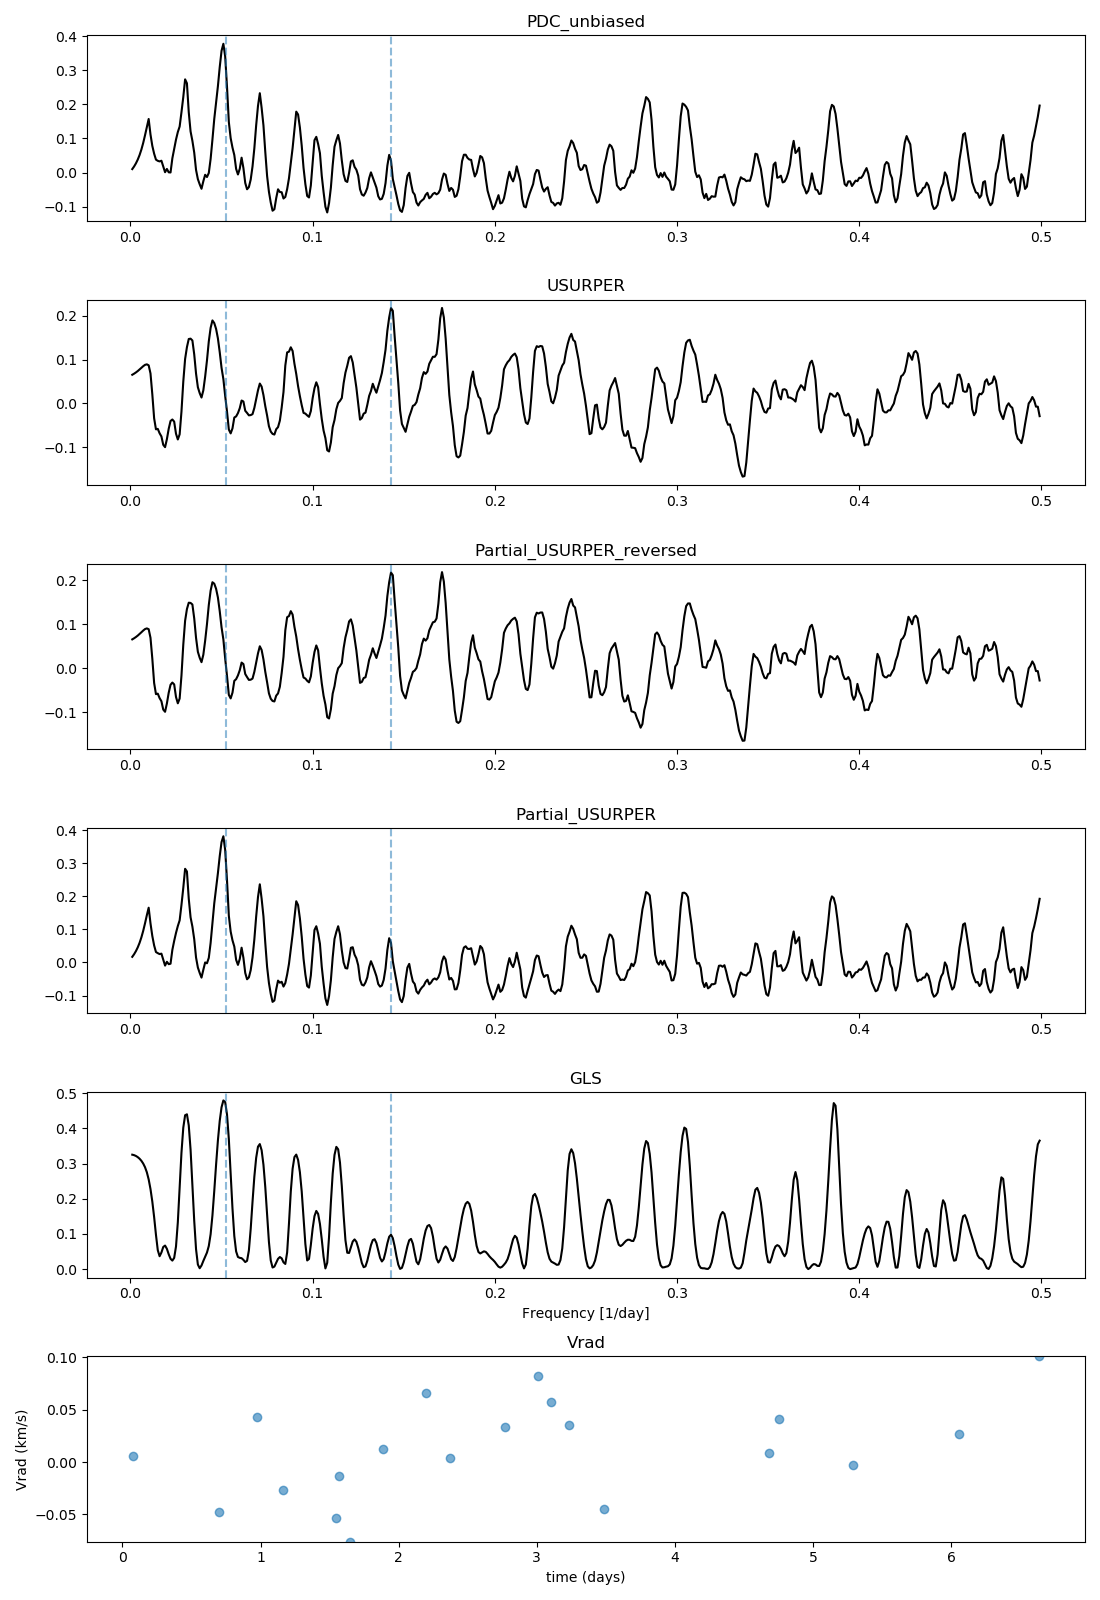 PDC_unbiased
0.4
0.3
0.2
0.1
0.0
−0.1
0.0 0.1 0.2 0.3 0.4 0.5
USURPER
0.2
0.1
0.0
−0.1
0.0 0.1 0.2 0.3 0.4 0.5
Partial_USURPER_reversed
0.2
0.1
0.0
−0.1
0.0 0.1 0.2 0.3 0.4 0.5
Partial_USURPER
0.4
0.3
0.2
0.1
0.0
−0.1
0.0 0.1 0.2 0.3 0.4 0.5
GLS
0.5
0.4
0.3
0.2
0.1
0.0
0.0 0.1 0.2 0.3 0.4 0.5
Frequency [1/day]
Vrad
Vrad (km/s)
0.10
0.05
0.00
−0.05
0 1 2 3 4 5 6
time (days)